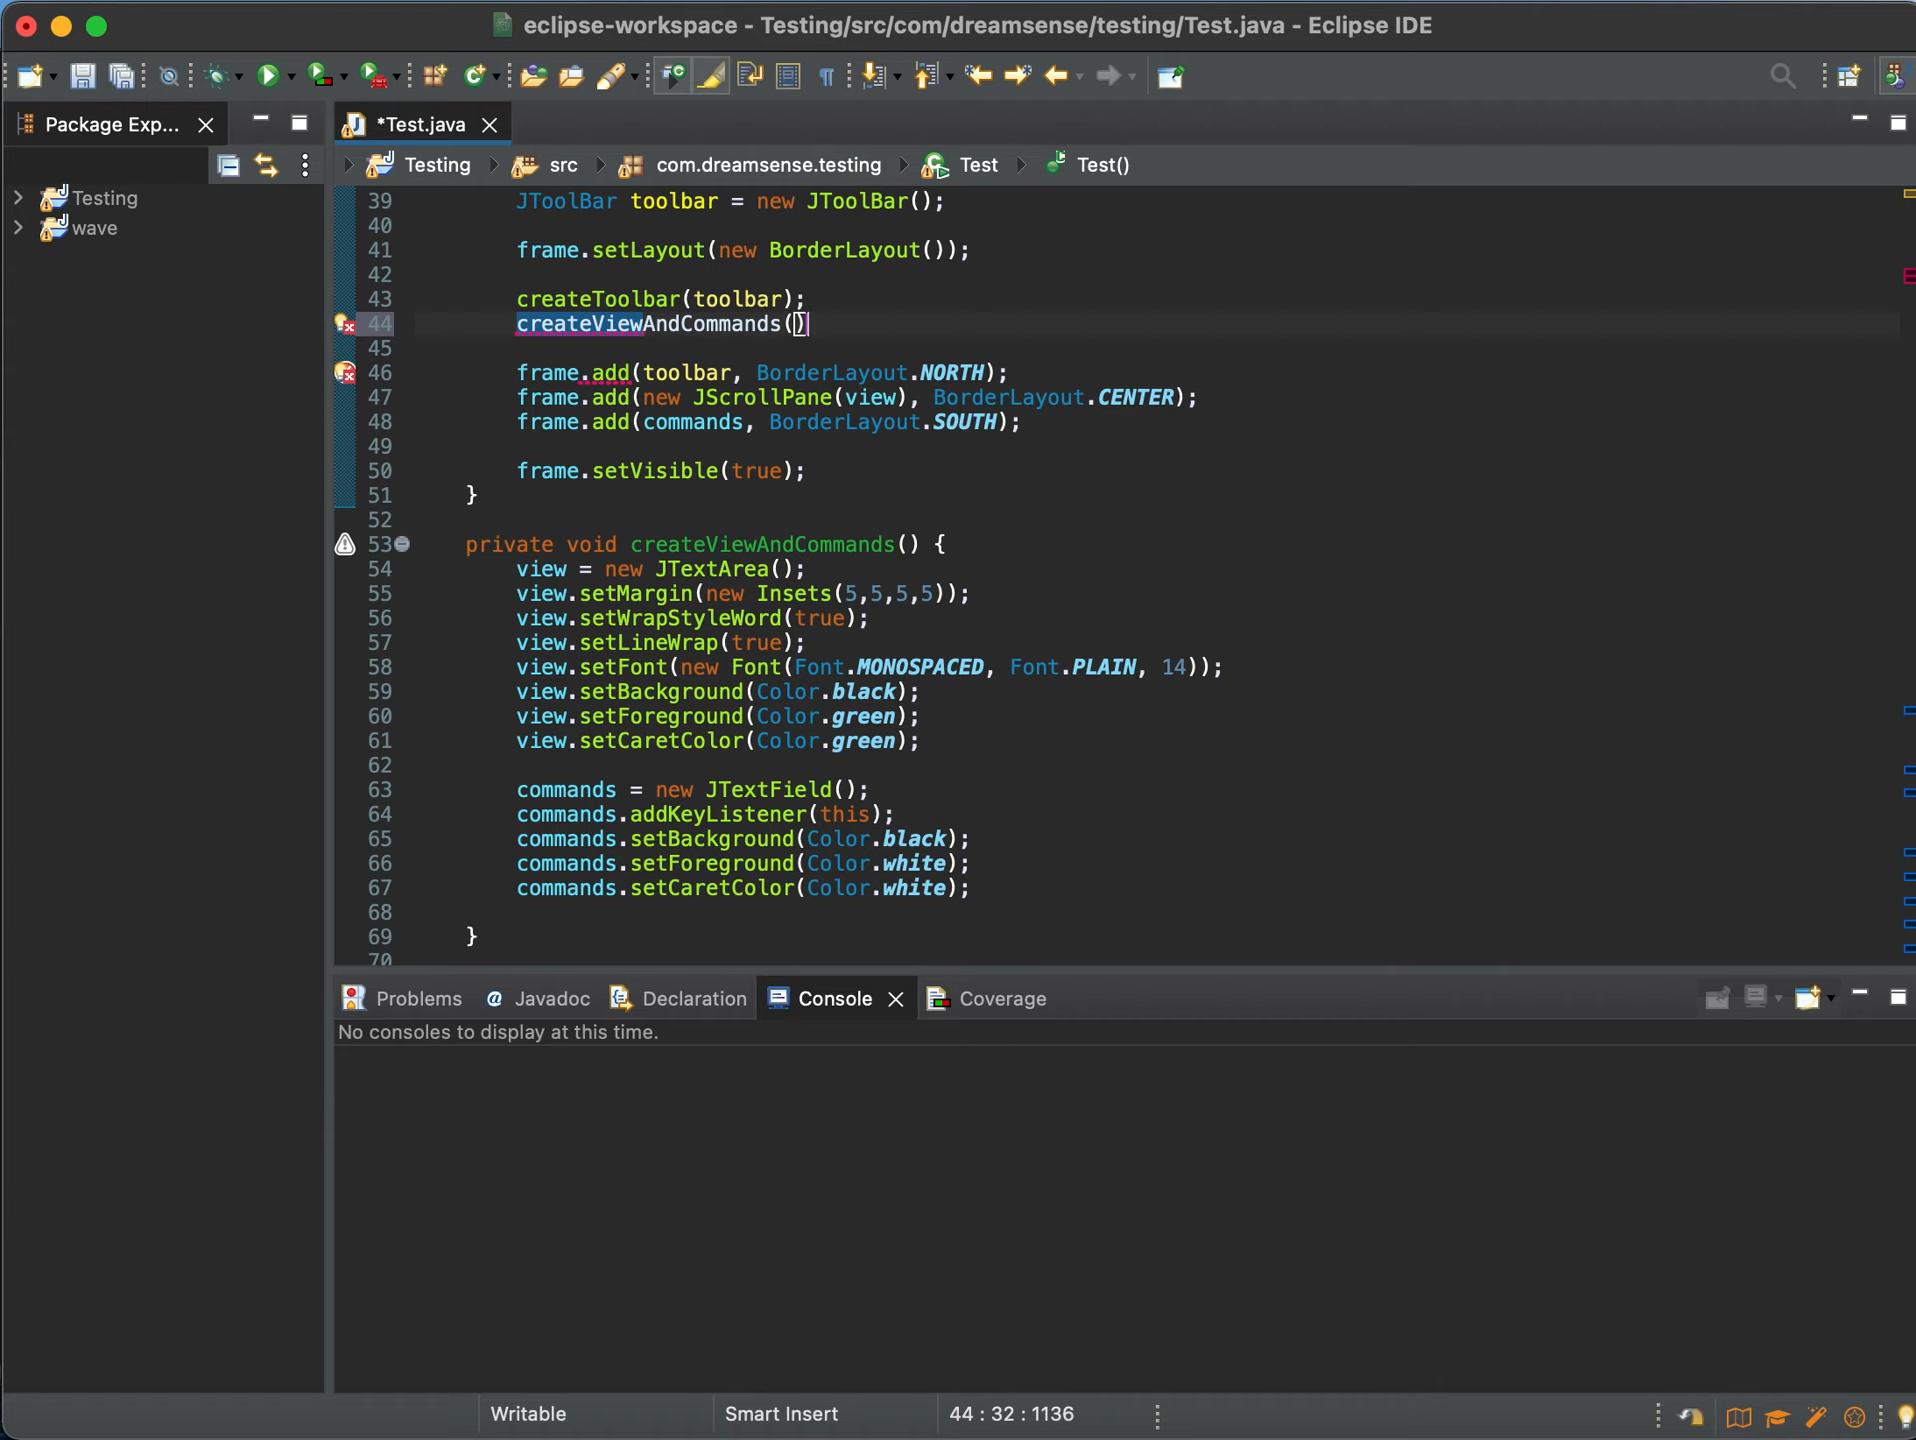 eclipse-workspace - Testing/src/com/dreamsense/testing/Test.java - Eclipse IDE
Package Exp...
*Test.java
Testing
src
com.dreamsense.testing
Test
Test()
Testing
wave
39 JToolBar toolbar = new JToolBar();
40
41 frame.setLayout(new BorderLayout());
42
43 createToolbar(toolbar);
44 createViewAndCommands()
45
46 frame.add(toolbar, BorderLayout.NORTH);
47 frame.add(new JScrollPane(view), BorderLayout.CENTER);
48 frame.add(commands, BorderLayout.SOUTH);
49
50 frame.setVisible(true);
51 }
52
53 private void createViewAndCommands() {
54 view = new JTextArea();
55 view.setMargin(new Insets(5,5,5,5));
56 view.setWrapStyleWord(true);
57 view.setLineWrap(true);
58 view.setFont(new Font(Font.MONOSPACED, Font.PLAIN, 14));
59 view.setBackground(Color.black);
60 view.setForeground(Color.green);
61 view.setCaretColor(Color.green);
62
63 commands = new JTextField();
64 commands.addKeyListener(this);
65 commands.setBackground(Color.black);
66 commands.setForeground(Color.white);
67 commands.setCaretColor(Color.white);
68
69 }
70
Problems
@ Javadoc
Declaration
Console
Coverage
No consoles to display at this time.
Writable
Smart Insert
44 : 32 : 1136